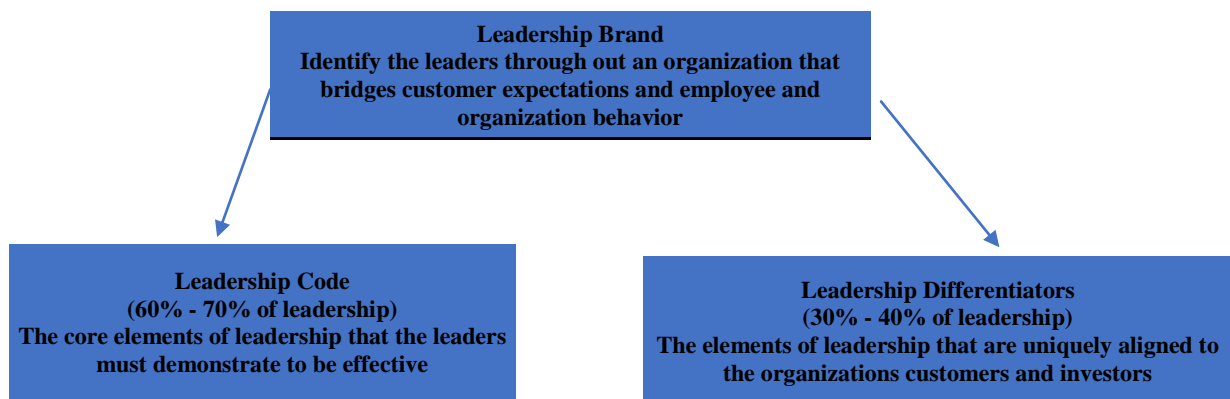 Leadership Brand
Identify the leaders through out an organization that
bridges customer expectations and employee and
organization behavior
Leadership Code
(60% - 70% of leadership)
The core elements of leadership that the leaders
must demonstrate to be effective
Leadership Differentiators
(30% - 40% of leadership)
The elements of leadership that are uniquely aligned to
the organizations customers and investors